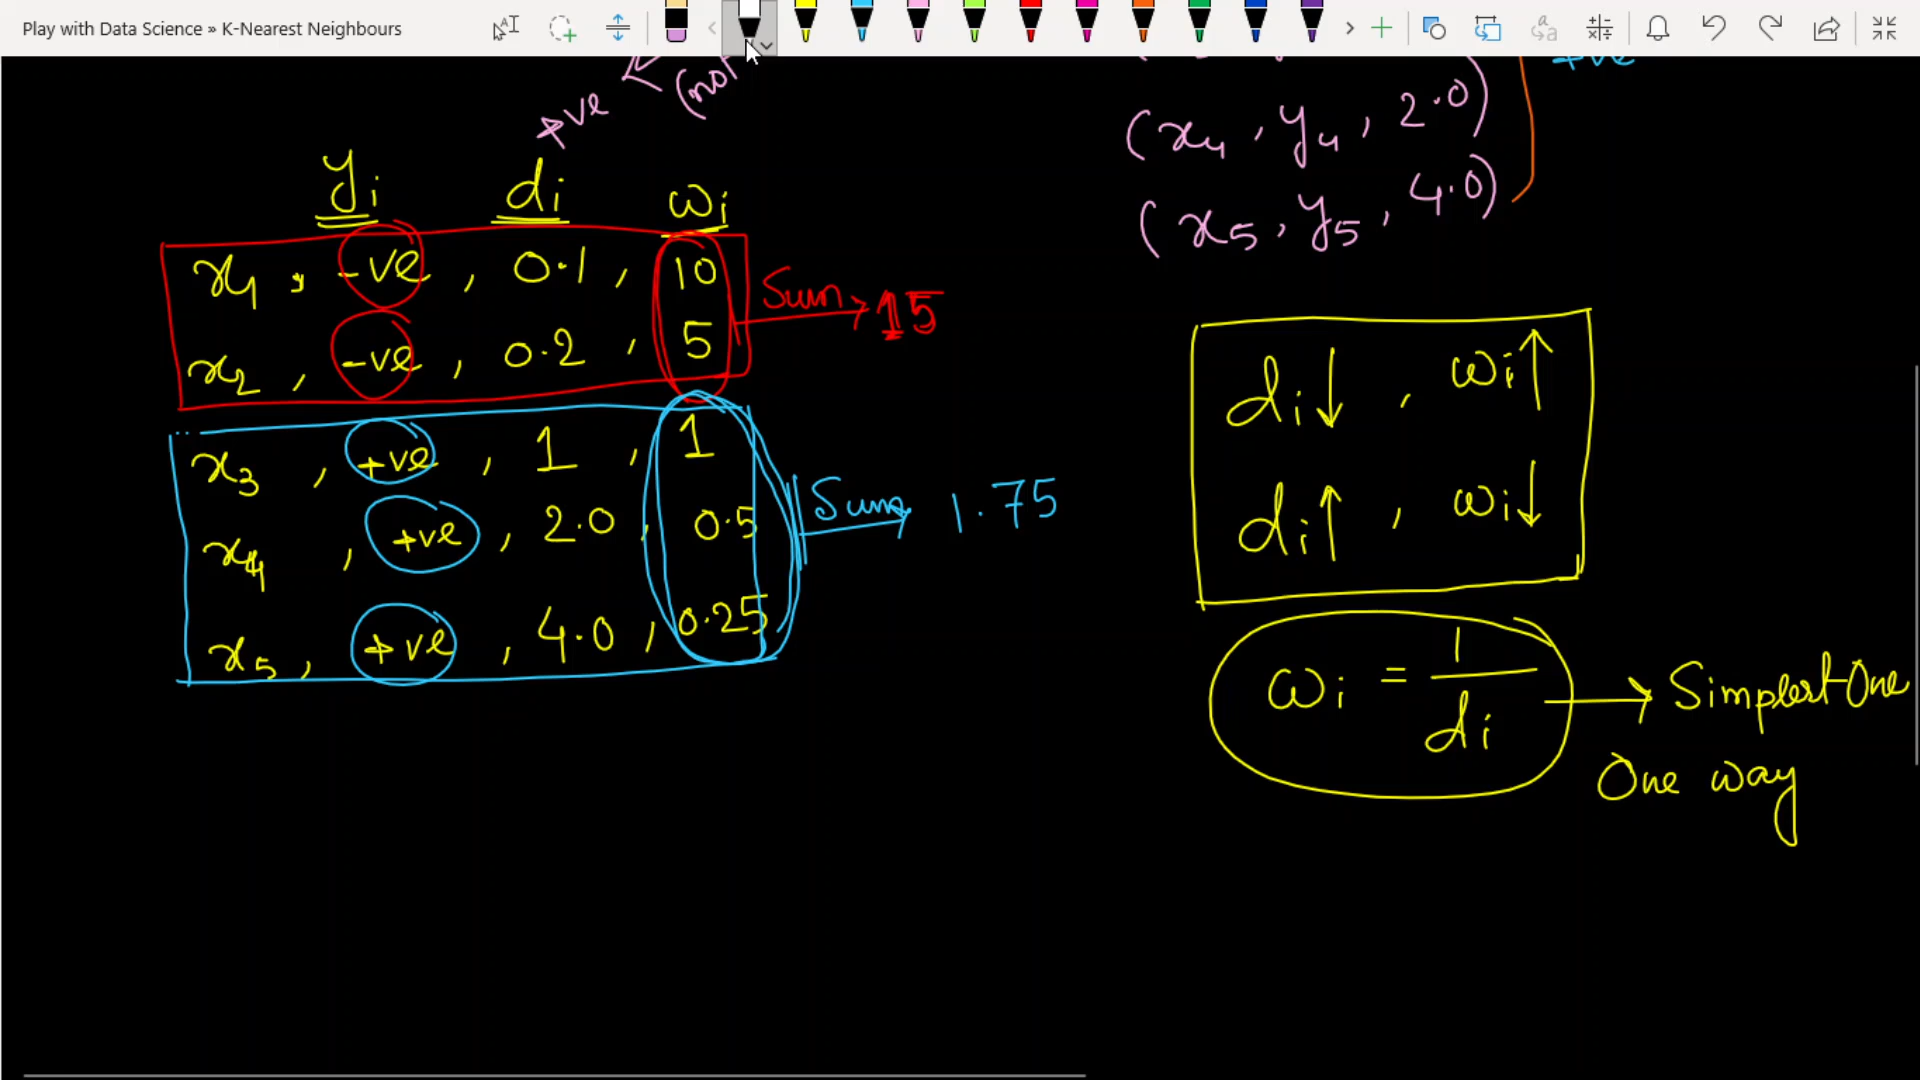 Play with Data Science » K-Nearest Neighbours
+ve
(not
+ve
(x4, y4, 2.0)
(x5, y5, 4.0)
yi di wi
x1, -ve, 0.1, 10
x2, -ve, 0.2, 5
Sum → 15
x3, +ve, 1, 1
x4, +ve, 2.0, 0.5
x5, +ve, 4.0, 0.25
Sum → 1.75
di↓, wi↑
di↑, wi↓
wi = 1/di → Simplest One
One way